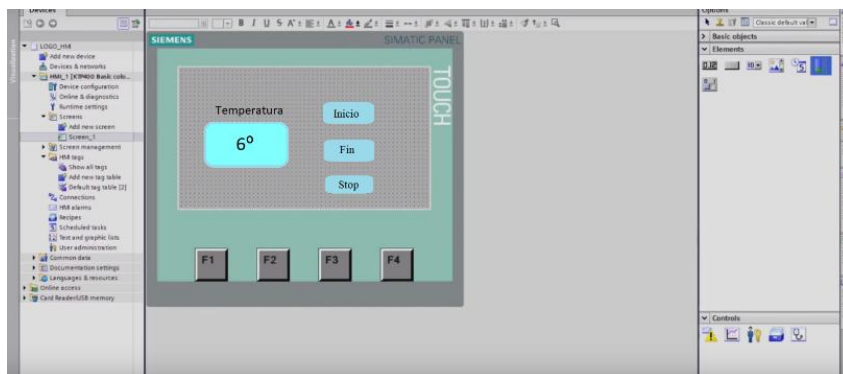 Devices
Options
B I U S
Classic default va
Basic objects
Elements
LOGO_HMI
Add new device
Devices & networks
HMI_1 [KTP400 Basic colo...
Device configuration
Online & diagnostics
Runtime settings
Screens
Add new screen
Screen_1
Screen management
HMI tags
Show all tags
Add new tag table
Default tag table [2]
Connections
HMI alarms
Recipes
Scheduled tasks
Text and graphic lists
User administration
Common data
Documentation settings
Languages & resources
Online access
Card Reader/USB memory
SIEMENS
SIMATIC PANEL
TOUCH
Temperatura
6º
Inicio
Fin
Stop
F1 F2 F3 F4
Controls